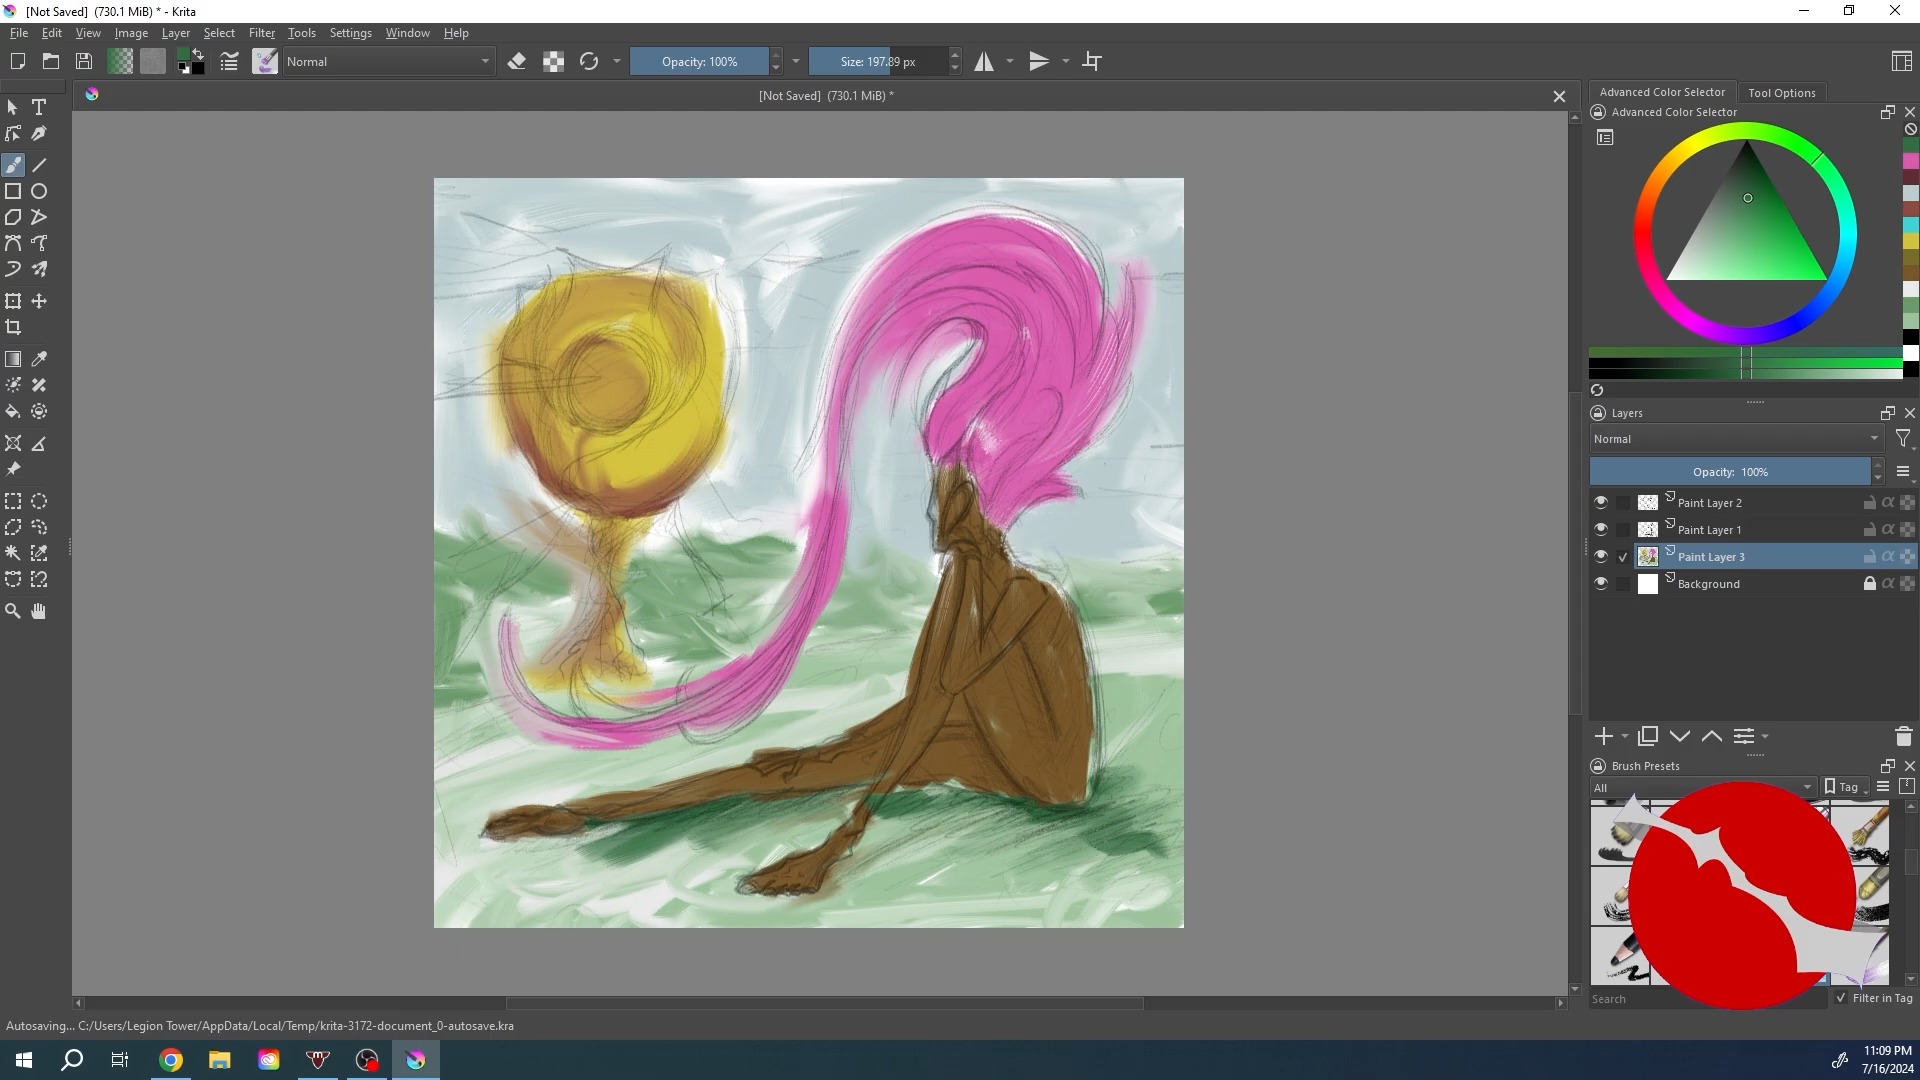 [Not Saved] (730.1 MiB) * - Krita
File Edit View Image Layer Select Filter Tools Settings Window Help
Normal
Opacity: 100%
Size: 197.89 px
[Not Saved] (730.1 MiB) *
Advanced Color Selector
Tool Options
Advanced Color Selector
Layers
Normal
Opacity: 100%
Paint Layer 2
Paint Layer 1
Paint Layer 3
Background
Brush Presets
All
Tag
Search
Filter in Tag
Autosaving... C:/Users/Legion Tower/AppData/Local/Temp/krita-3172-document_0-autosave.kra
11:09 PM
7/16/2024